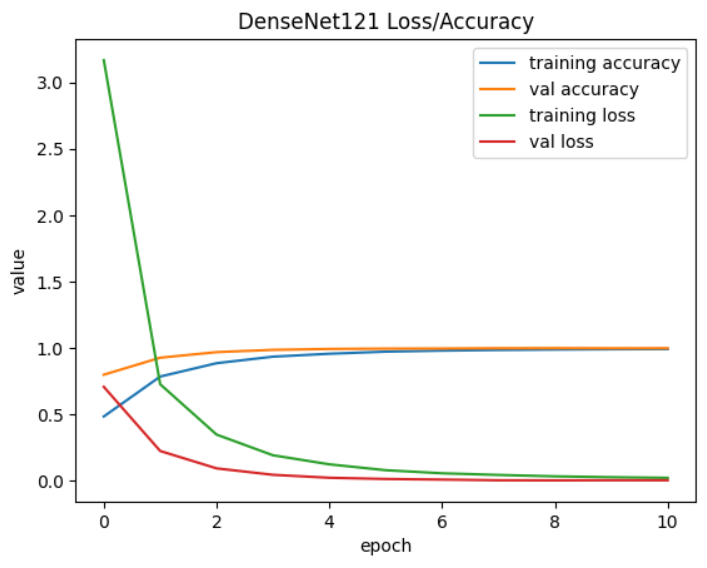 DenseNet121 Loss/Accuracy
training accuracy
val accuracy
training loss
val loss
value
3.0
2.5
2.0
1.5
1.0
0.5
0.0
0 2 4 6 8 10
epoch